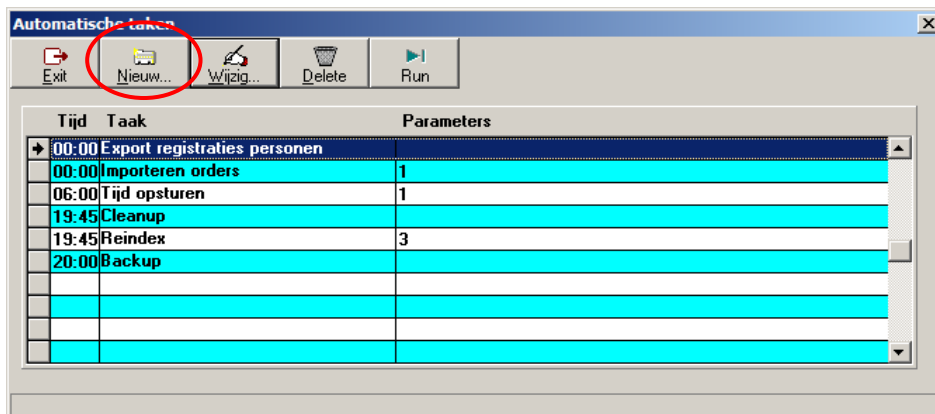 Automatische taken
Exit Nieuw... Wijzig... Delete Run
Tijd Taak Parameters
00:00 Export registraties personen
00:00 Importeren orders 1
06:00 Tijd opsturen 1
19:45 Cleanup
19:45 Reindex 3
20:00 Backup